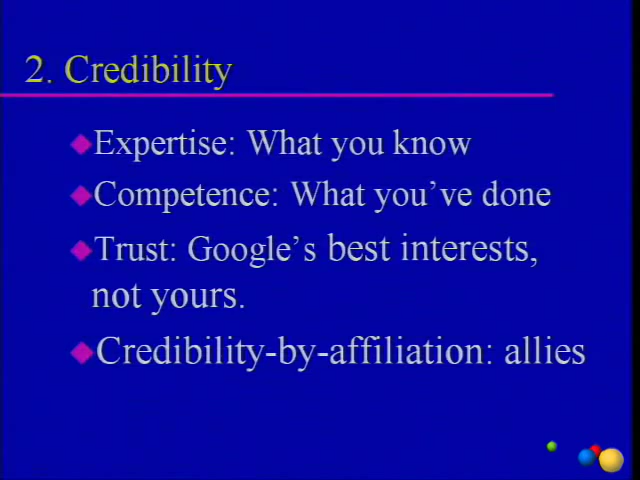 2. Credibility
Expertise: What you know
Competence: What you've done
Trust: Google's best interests,
not yours.
Credibility-by-affiliation: allies